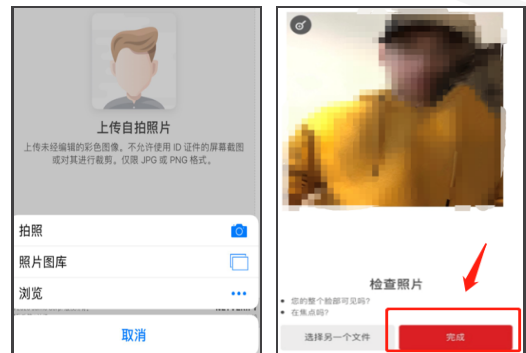 上传自拍照片
上传未经编辑的彩色图像。不允许使用 ID 证件的屏幕截图
或对其进行裁剪。仅限 JPG 或 PNG 格式。
拍照
照片图库
浏览
取消
检查照片
您的整个脸部可见吗?
在焦点吗?
选择另一个文件
完成